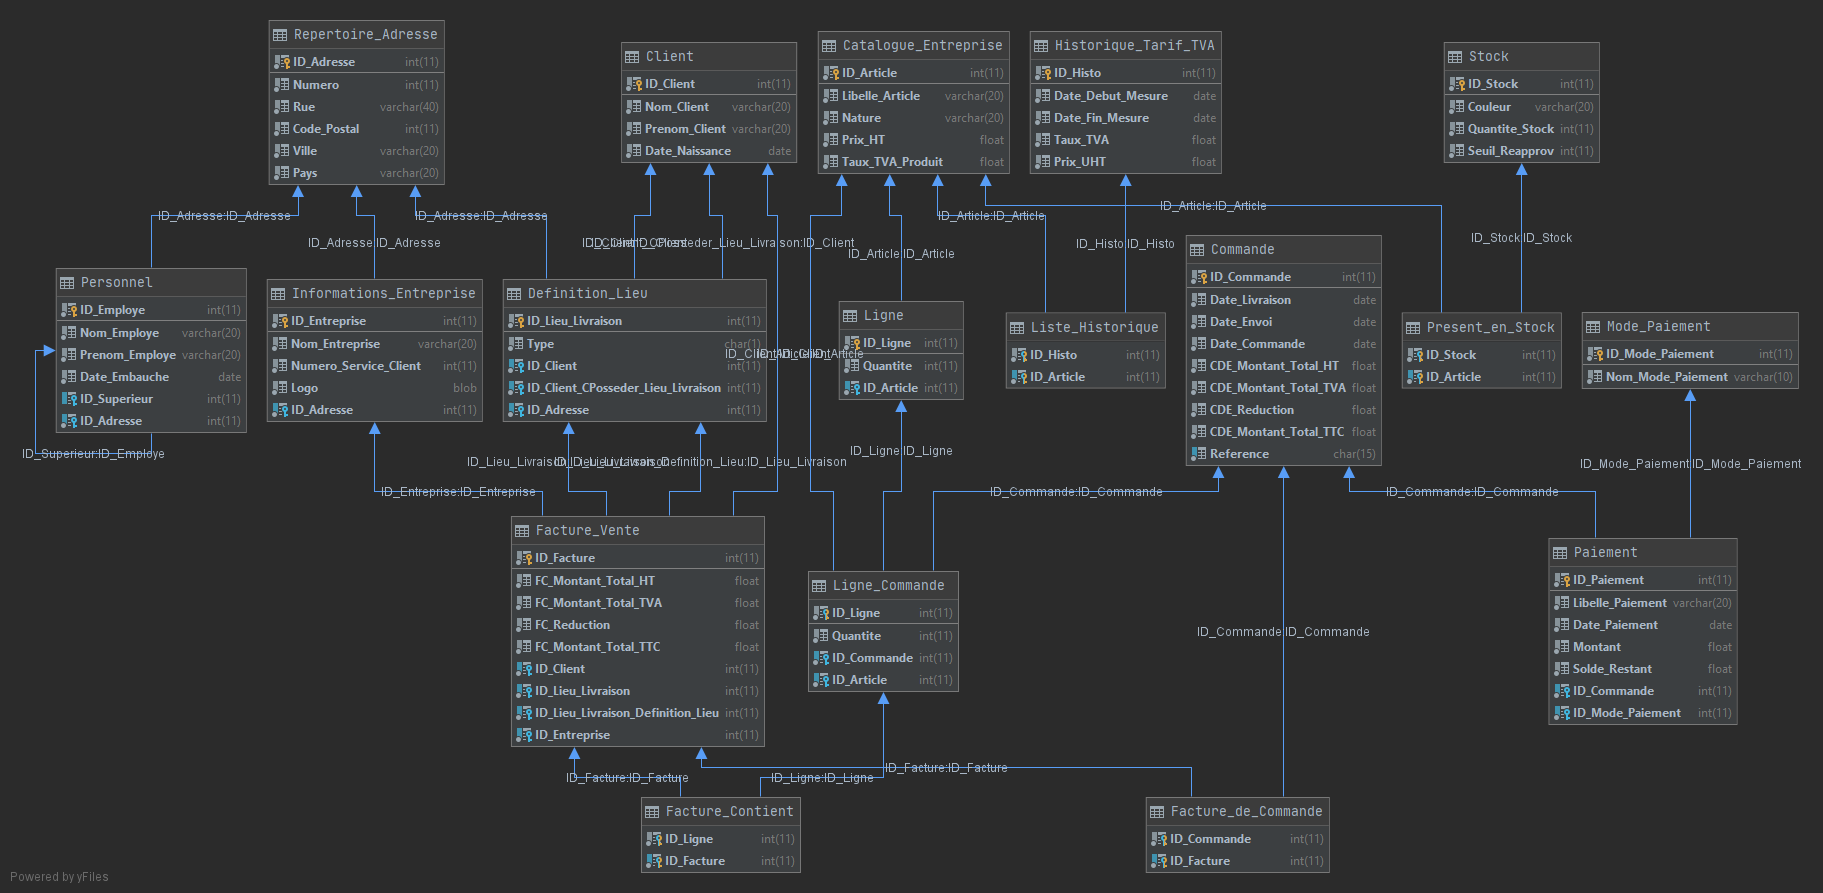 Repertoire_Adresse
ID_Adresse int(11)
Numero int(11)
Rue varchar(40)
Code_Postal int(11)
Ville varchar(20)
Pays varchar(20)
Client
ID_Client int(11)
Nom_Client varchar(20)
Prenom_Client varchar(20)
Date_Naissance date
Catalogue_Entreprise
ID_Article int(11)
Libelle_Article varchar(20)
Nature varchar(20)
Prix_HT float
Taux_TVA_Produit float
Historique_Tarif_TVA
ID_Histo int(11)
Date_Debut_Mesure date
Date_Fin_Mesure date
Taux_TVA float
Prix_UHT float
Stock
ID_Stock int(11)
Couleur varchar(20)
Quantite_Stock int(11)
Seuil_Reapprov int(11)
ID_Adresse:ID_Adresse
ID_Adresse:ID_Adresse
ID_Adresse:ID_Adresse
ID_Client_CPosseder_Lieu_Livraison:ID_Client
ID_Article:ID_Article
ID_Article:ID_Article
ID_Article:ID_Article
ID_Histo:ID_Histo
ID_Stock:ID_Stock
Personnel
ID_Employe int(11)
Nom_Employe varchar(20)
Prenom_Employe varchar(20)
Date_Embauche date
ID_Superieur int(11)
ID_Adresse int(11)
ID_Superieur:ID_Employe
Informations_Entreprise
ID_Entreprise int(11)
Nom_Entreprise varchar(20)
Numero_Service_Client int(11)
Logo blob
ID_Adresse int(11)
Definition_Lieu
ID_Lieu_Livraison int(11)
Type char(1)
ID_Client int(11)
ID_Client_CPosseder_Lieu_Livraison int(11)
ID_Adresse int(11)
Ligne
ID_Ligne int(11)
Quantite int(11)
ID_Article int(11)
Liste_Historique
ID_Histo int(11)
ID_Article int(11)
Commande
ID_Commande int(11)
Date_Livraison date
Date_Envoi date
Date_Commande date
CDE_Montant_Total_HT float
CDE_Montant_Total_TVA float
CDE_Reduction float
CDE_Montant_Total_TTC float
Reference char(15)
Present_en_Stock
ID_Stock int(11)
ID_Article int(11)
Mode_Paiement
ID_Mode_Paiement int(11)
Nom_Mode_Paiement varchar(10)
ID_Ligne:ID_Ligne
ID_Mode_Paiement:ID_Mode_Paiement
ID_Entreprise:ID_Entreprise
ID_Commande:ID_Commande
ID_Commande:ID_Commande
Facture_Vente
ID_Facture int(11)
FC_Montant_Total_HT float
FC_Montant_Total_TVA float
FC_Reduction float
FC_Montant_Total_TTC float
ID_Client int(11)
ID_Lieu_Livraison int(11)
ID_Lieu_Livraison_Definition_Lieu int(11)
ID_Entreprise int(11)
Ligne_Commande
ID_Ligne int(11)
Quantite int(11)
ID_Commande int(11)
ID_Article int(11)
ID_Commande:ID_Commande
Paiement
ID_Paiement int(11)
Libelle_Paiement varchar(20)
Date_Paiement date
Montant float
Solde_Restant float
ID_Commande int(11)
ID_Mode_Paiement int(11)
ID_Facture:ID_Facture
ID_Ligne:ID_Ligne
ID_Facture:ID_Facture
Facture_Contient
ID_Ligne int(11)
ID_Facture int(11)
Facture_de_Commande
ID_Commande int(11)
ID_Facture int(11)
Powered by yFiles